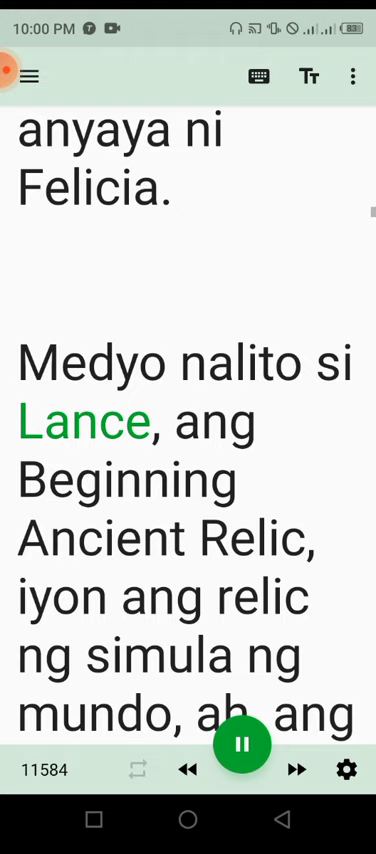 10:00 PM
83
anyaya ni
Felicia.
Medyo nalito si
Lance, ang
Beginning
Ancient Relic,
iyon ang relic
ng simula ng
mundo, ah, ang
11584